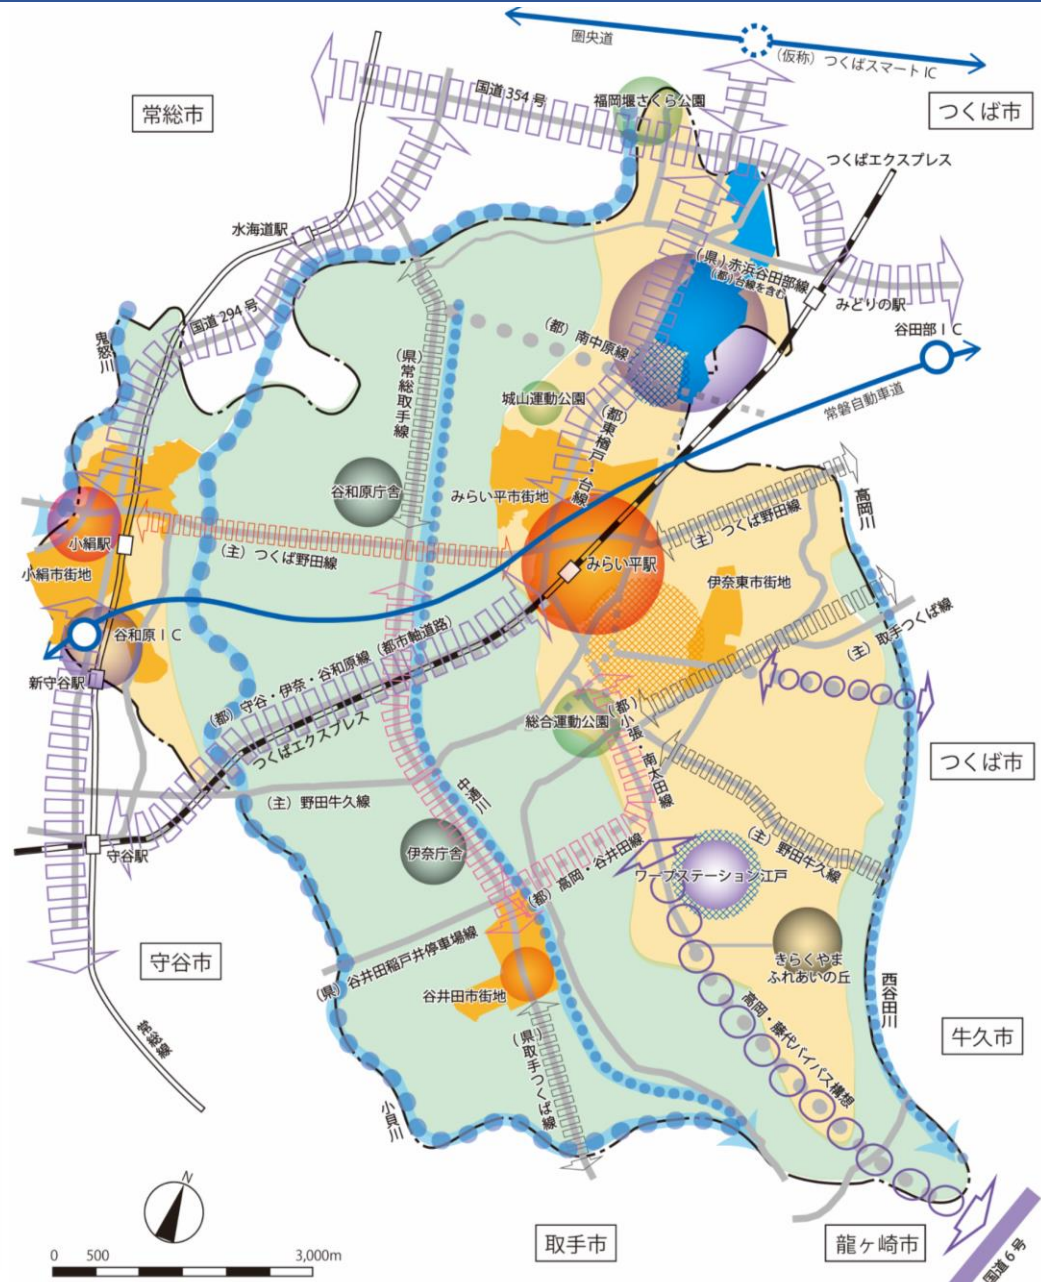 圏央道
(仮称)つくばスマートIC
国道354号
福岡堰さくら公園
常総市
つくば市
つくばエクスプレス
水海道駅
(県)赤浜谷田部線
(都)台線を含む
みどりの駅
谷田部IC
国道294号
鬼怒川
(都)南中原線
(県)常総取手線
常磐自動車道
城山運動公園
(都)東楢戸・台線
谷和原庁舎
みらい平市街地
高岡川
小絹駅
(主)つくば野田線
(主)つくば野田線
みらい平駅
小絹市街地
伊奈東市街地
谷和原IC
(都)守谷・伊奈・谷和原線(都市軸道路)
(主)取手つくば線
新守谷駅
つくばエクスプレス
総合運動公園
(都)小張・南太田線
つくば市
中通川
(主)野田牛久線
(主)野田牛久線
守谷駅
伊奈庁舎
(都)高岡・谷井田線
ワープステーション江戸
(県)谷井田稲戸井停車場線
守谷市
きらくやま
ふれあいの丘
谷井田市街地
西谷田川
高岡・藤代バイパス構想
牛久市
常総線
(県)取手つくば線
小貝川
N
0 500 3,000m
取手市
龍ヶ崎市
国道6号